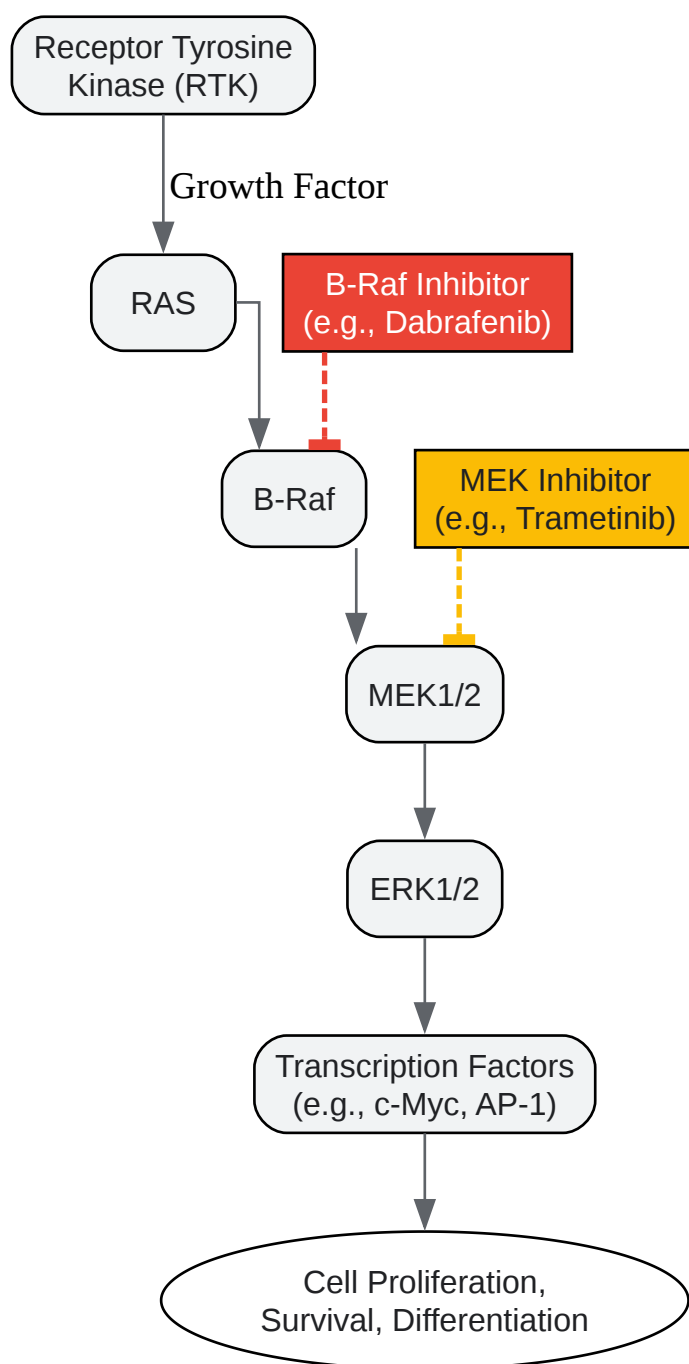 Receptor Tyrosine
Kinase (RTK)
Growth Factor
RAS
B-Raf Inhibitor
(e.g., Dabrafenib)
B-Raf
MEK Inhibitor
(e.g., Trametinib)
MEK1/2
ERK1/2
Transcription Factors
(e.g., c-Myc, AP-1)
Cell Proliferation,
Survival, Differentiation